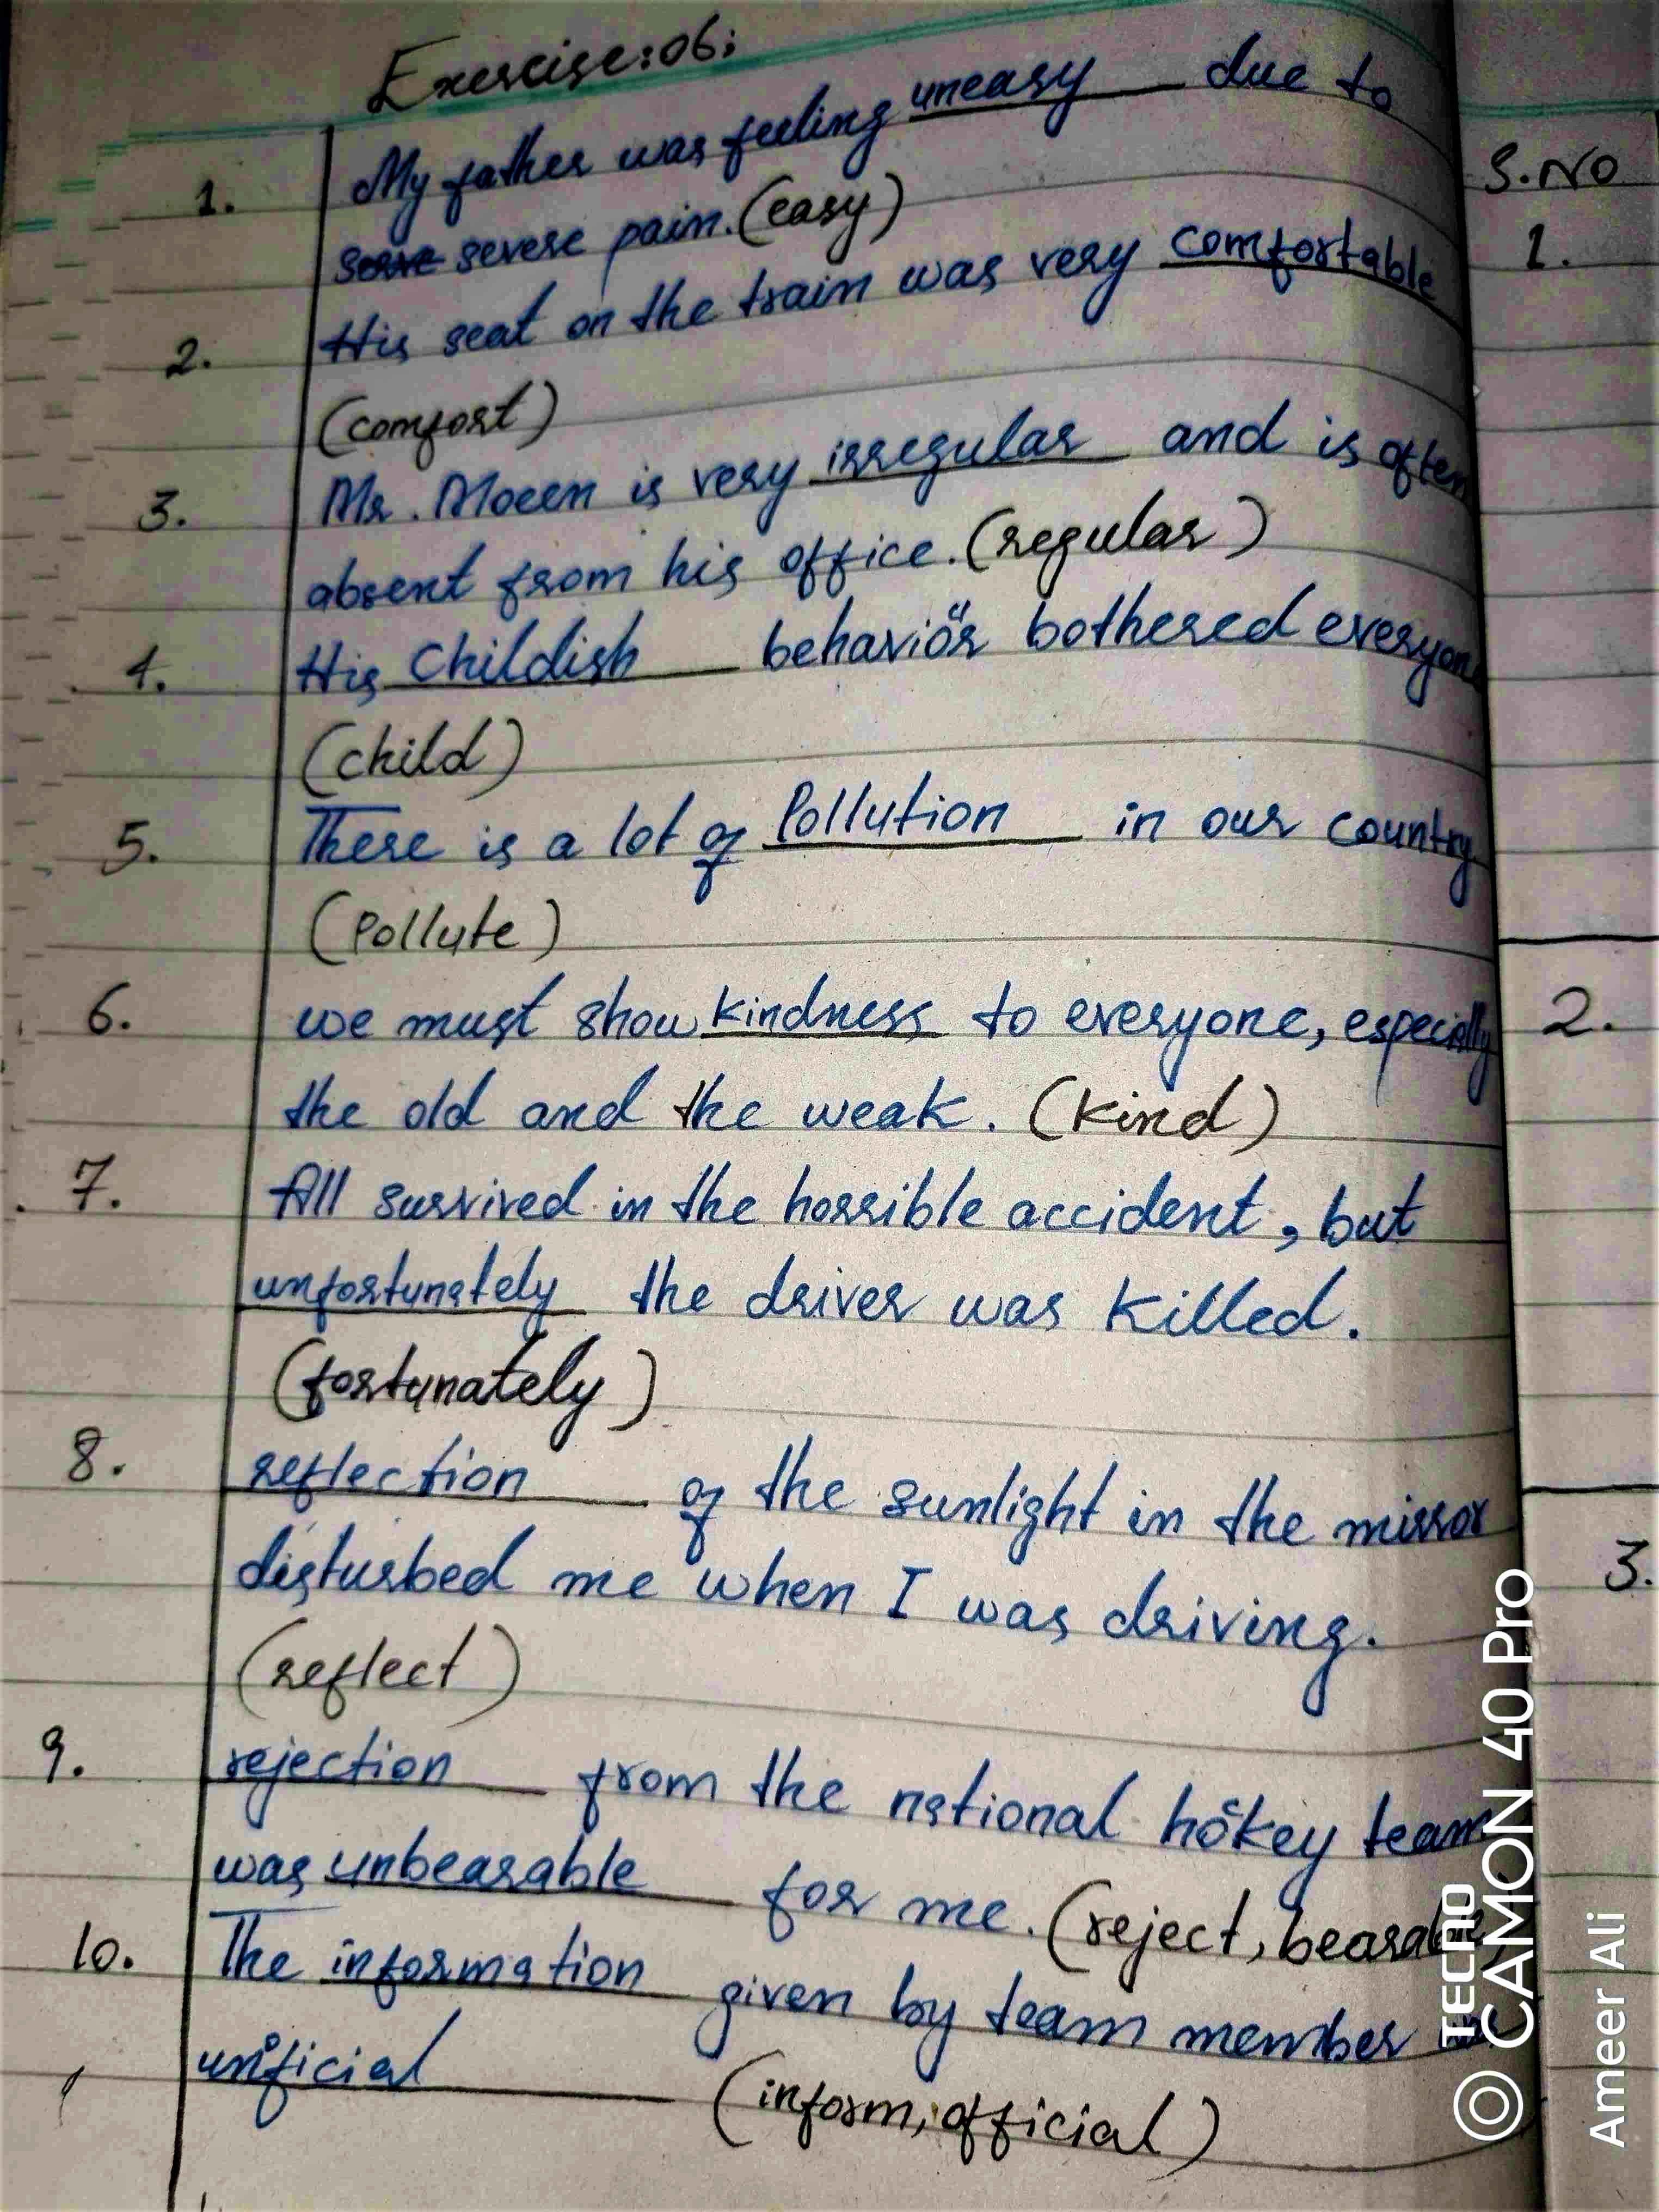 Exercise:06:
1. My father was feeling uneasy due to
severe pain. (easy)
2. His seat on the train was very comfortable
(comfort)
3. Mr. Moeen is very irregular and is often
absent from his office. (regular)
4. His Childish behaviour bothered everyone
(child)
5. There is a lot of Pollution in our country
(Pollute)
6. we must show kindness to everyone, especially
the old and the weak. (kind)
7. All survived in the horrible accident, but
unfortunately the driver was killed.
(fortunately)
8. reflection of the sunlight in the mirror
disturbed me when I was driving.
(reflect)
9. rejection from the national hockey team
was unbearable for me. (reject, bearable
10. The information given by team member
unoficial (inform, official)
S.NO
1.
2.
3.
TECNO
CAMON 40 Pro
Ameer Ali